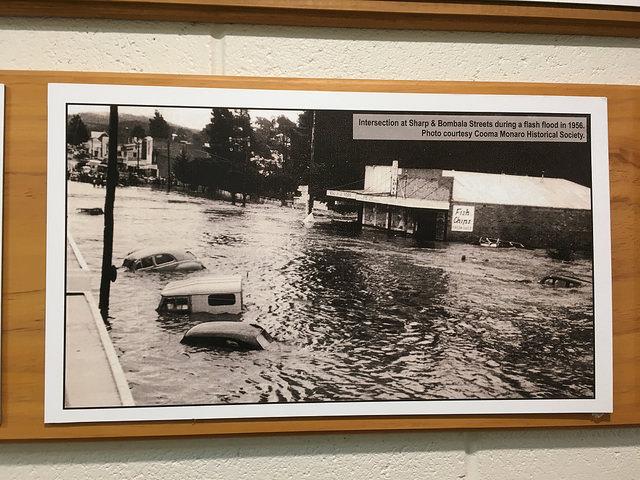 Intersection at Sharp & Bombala Streets during a flash flood in 1956.
Photo courtesy Cooma Monaro Historical Society.
Fish
Chips